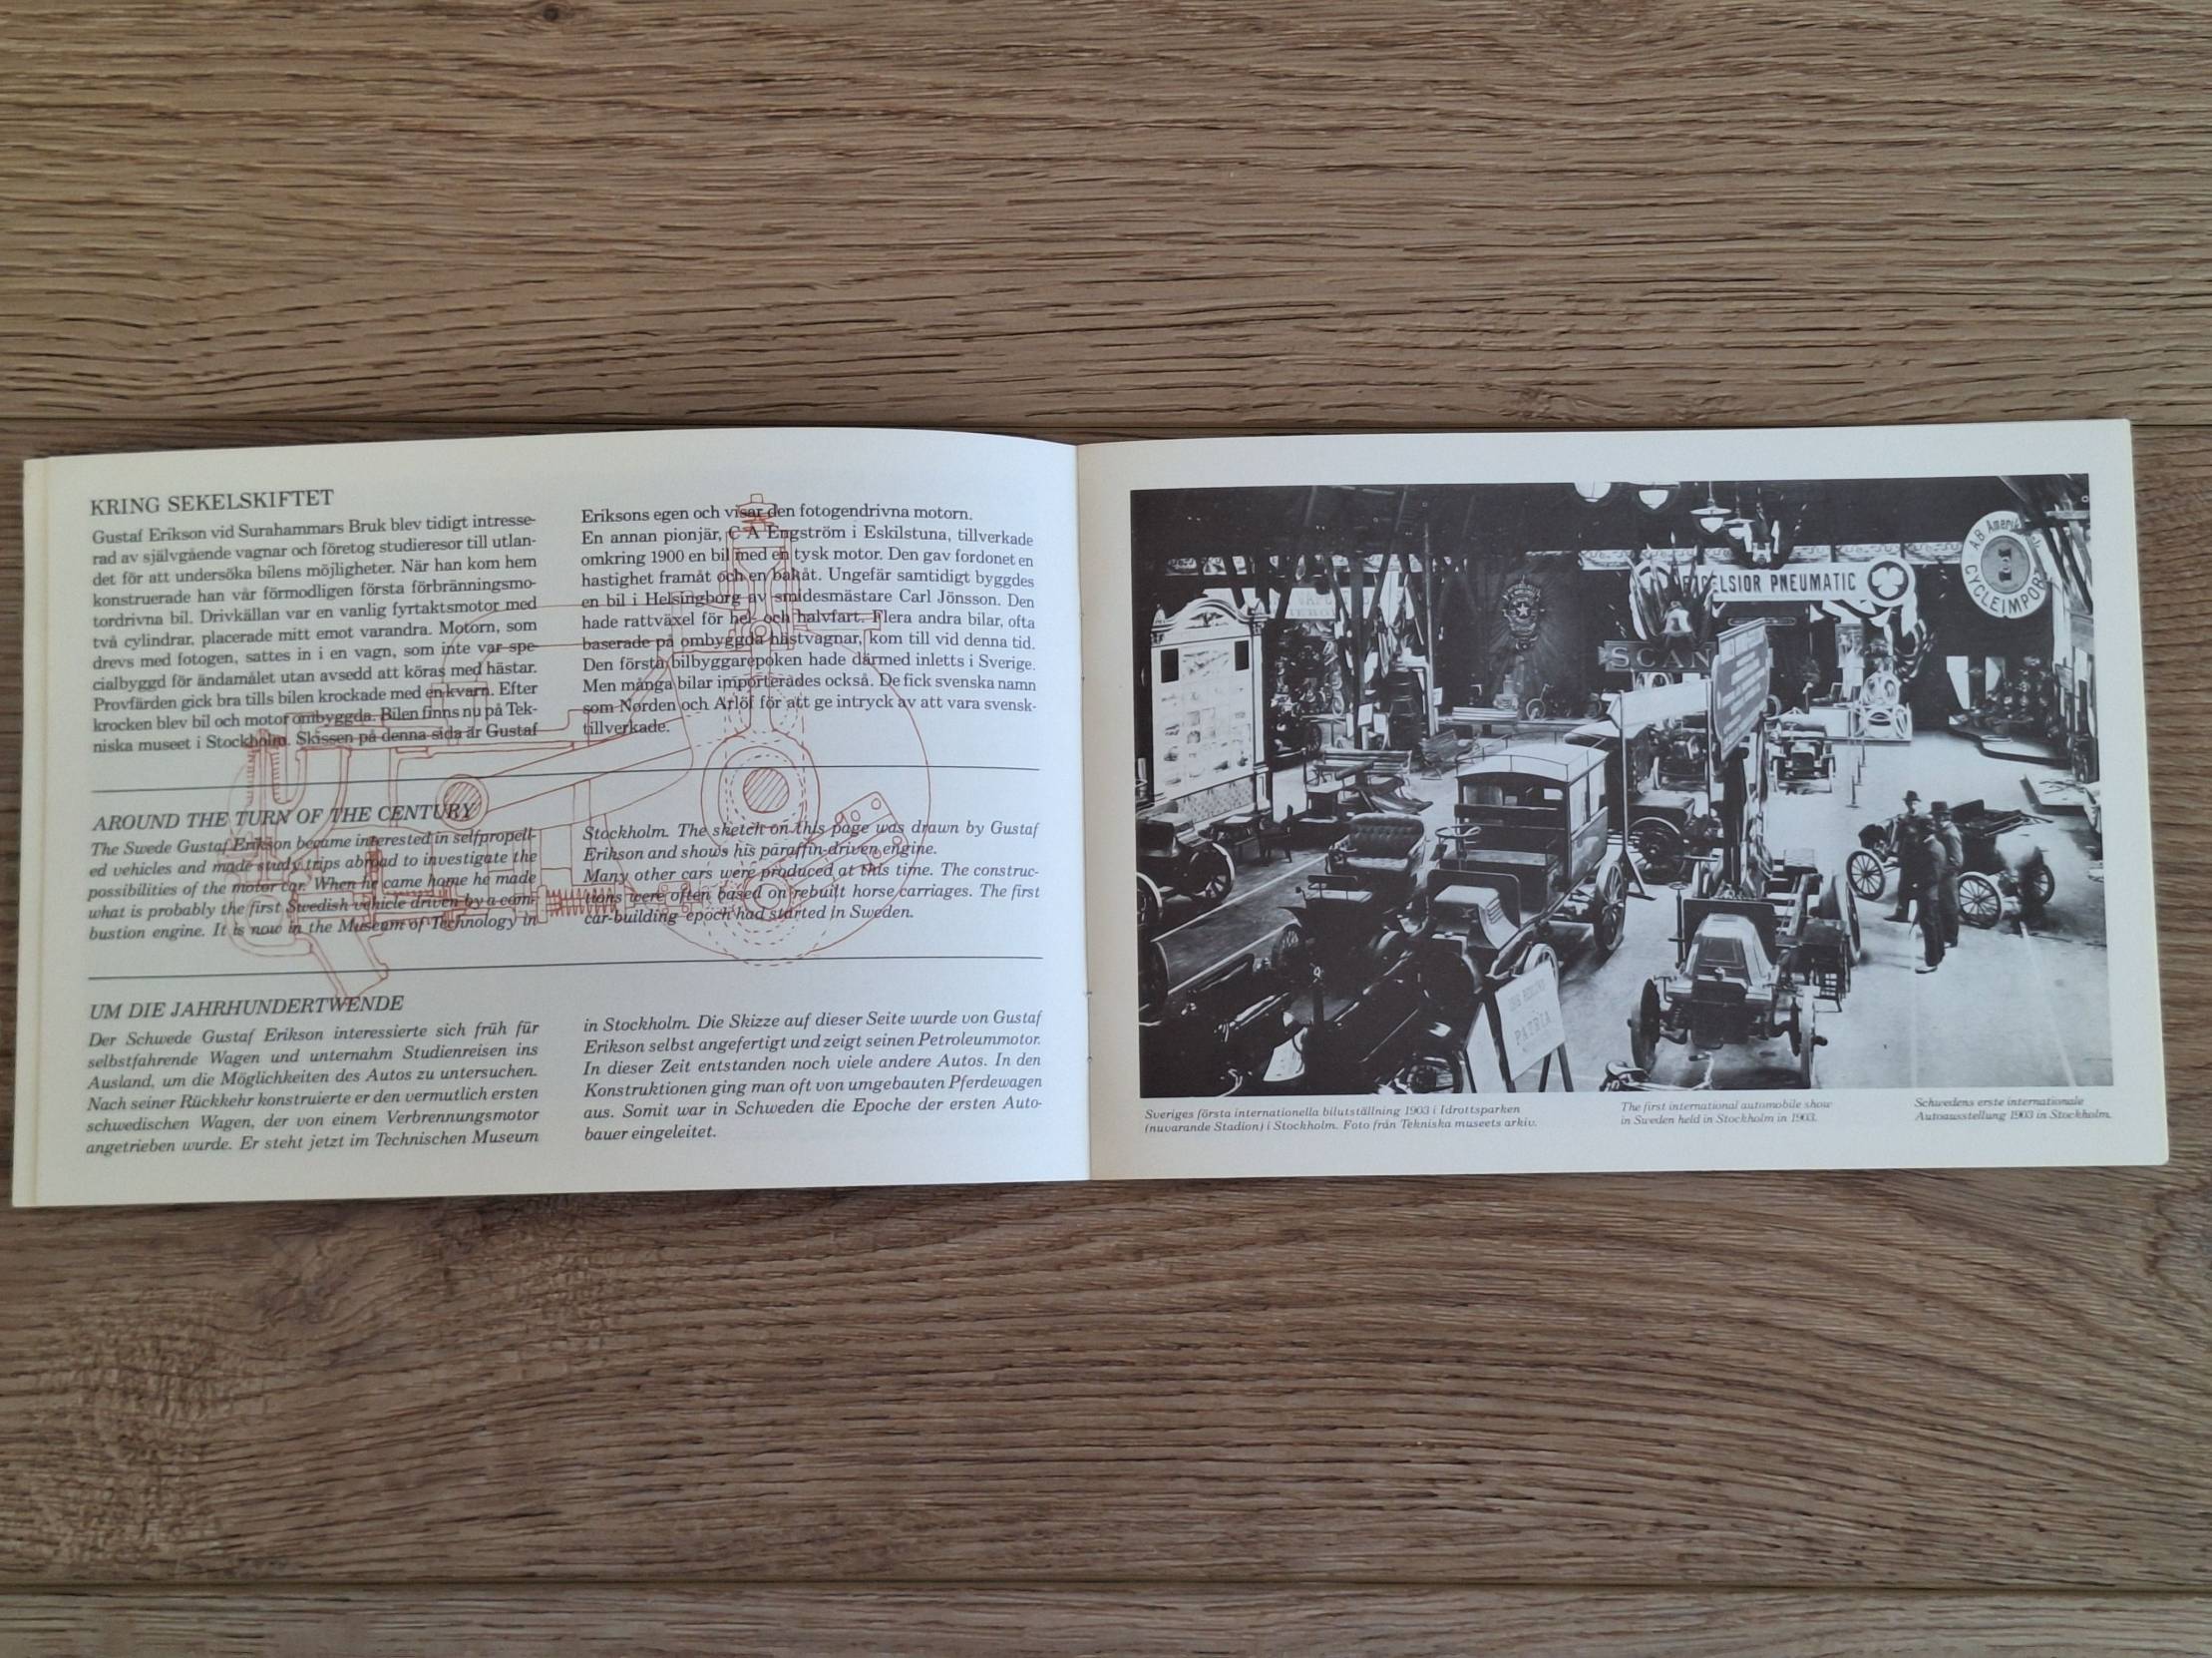 KRING SEKELSKIFTET
Gustaf Erikson vid Surahammars Bruk blev tidigt intresse-
rad av självgående vagnar och företog studieresor till utlan-
det för att undersöka bilens möjligheter. När han kom hem
konstruerade han vår förmodligen första förbränningsmo-
tordrivna bil. Drivkällan var en vanlig fyrtaktsmotor med
två cylindrar, placerade mitt emot varandra. Motorn, som
drevs med fotogen, sattes in i en vagn, som inte var spe-
cialbyggd för ändamålet utan avsedd att köras med hästar.
Provfärden gick bra tills bilen krockade med en kvarn. Efter
krocken blev bil och motor ombyggda. Bilen finns nu på Tek-
niska museet i Stockholm. Skissen på denna sida är Gustaf
Eriksons egen och visar den fotogendrivna motorn.
En annan pionjär, C A Engström i Eskilstuna, tillverkade
omkring 1900 en bil med en tysk motor. Den gav fordonet en
hastighet framåt och en bakåt. Ungefär samtidigt byggdes
en bil i Helsingborg av smidesmästare Carl Jönsson. Den
hade rattväxel för hel- och halvfart. Flera andra bilar, ofta
baserade på ombyggda hästvagnar, kom till vid denna tid.
Den första bilbyggarepoken hade därmed inletts i Sverige.
Men många bilar importerades också. De fick svenska namn
som Norden och Arlöf för att ge intryck av att vara svensk-
tillverkade.
AROUND THE TURN OF THE CENTURY
The Swede Gustaf Erikson became interested in selfpropell-
ed vehicles and made study trips abroad to investigate the
possibilities of the motor car. When he came home he made
what is probably the first Swedish vehicle driven by a com-
bustion engine. It is now in the Museum of Technology in
Stockholm. The sketch on this page was drawn by Gustaf
Erikson and shows his paraffin-driven engine.
Many other cars were produced at this time. The construc-
tions were often based on rebuilt horse carriages. The first
car-building epoch had started in Sweden.
UM DIE JAHRHUNDERTWENDE
Der Schwede Gustaf Erikson interessierte sich früh für
selbstfahrende Wagen und unternahm Studienreisen ins
Ausland, um die Möglichkeiten des Autos zu untersuchen.
Nach seiner Rückkehr konstruierte er den vermutlich ersten
schwedischen Wagen, der von einem Verbrennungsmotor
angetrieben wurde. Er steht jetzt im Technischen Museum
in Stockholm. Die Skizze auf dieser Seite wurde von Gustaf
Erikson selbst angefertigt und zeigt seinen Petroleummotor.
In dieser Zeit entstanden noch viele andere Autos. In den
Konstruktionen ging man oft von umgebauten Pferdewagen
aus. Somit war in Schweden die Epoche der ersten Auto-
bauer eingeleitet.
EXCELSIOR PNEUMATIC
AB
CYCLEIMPORT
SCAN
PATRIA
Sveriges första internationella bilutställning 1903 i Idrottsparken
(nuvarande Stadion) i Stockholm. Foto från Tekniska museets arkiv.
The first international automobile show
in Sweden held in Stockholm in 1903.
Schwedens erste internationale
Autoausstellung 1903 in Stockholm.